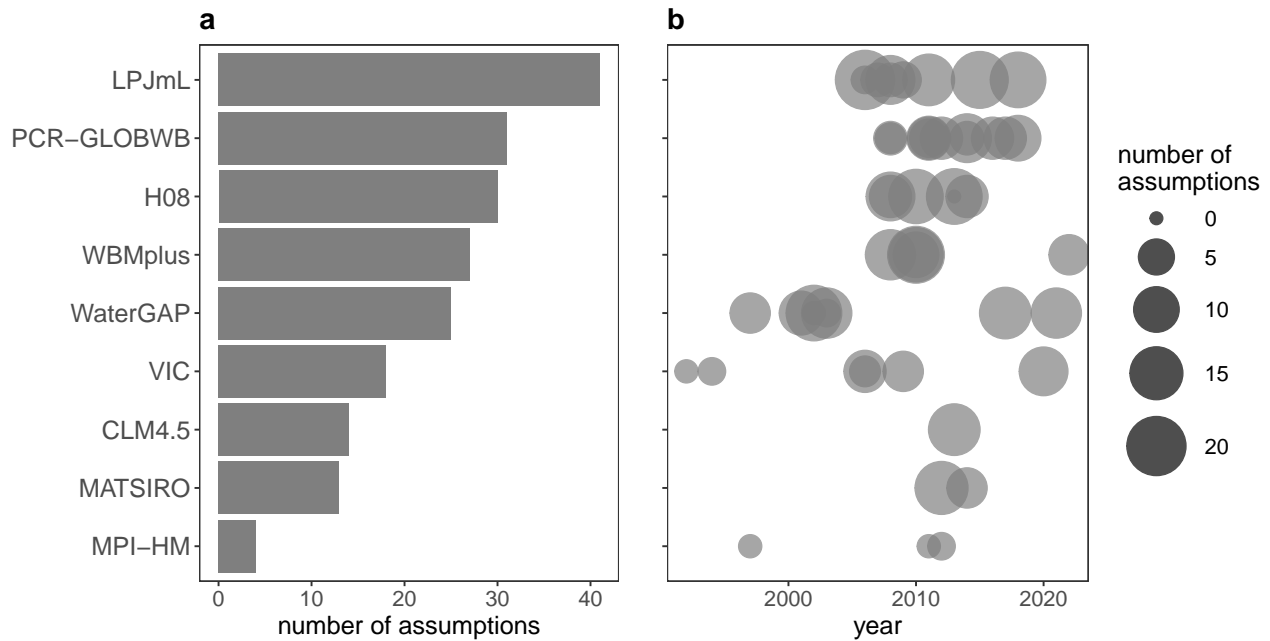 a
b
LPJmL
PCR−GLOBWB
H08
WBMplus
WaterGAP
VIC
CLM4.5
MATSIRO
MPI−HM
0 10 20 30 40
number of assumptions
2000 2010 2020
year
number of
assumptions
0
5
10
15
20